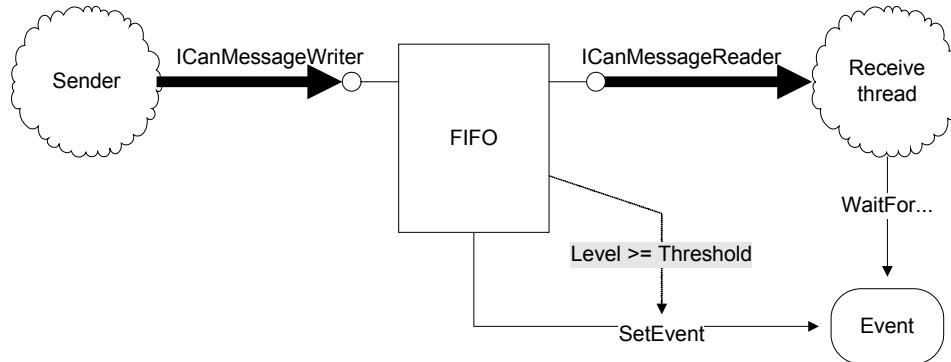 ICanMessageWriter
ICanMessageReader
Sender
Receive
thread
FIFO
WaitFor...
Level >= Threshold
SetEvent
Event